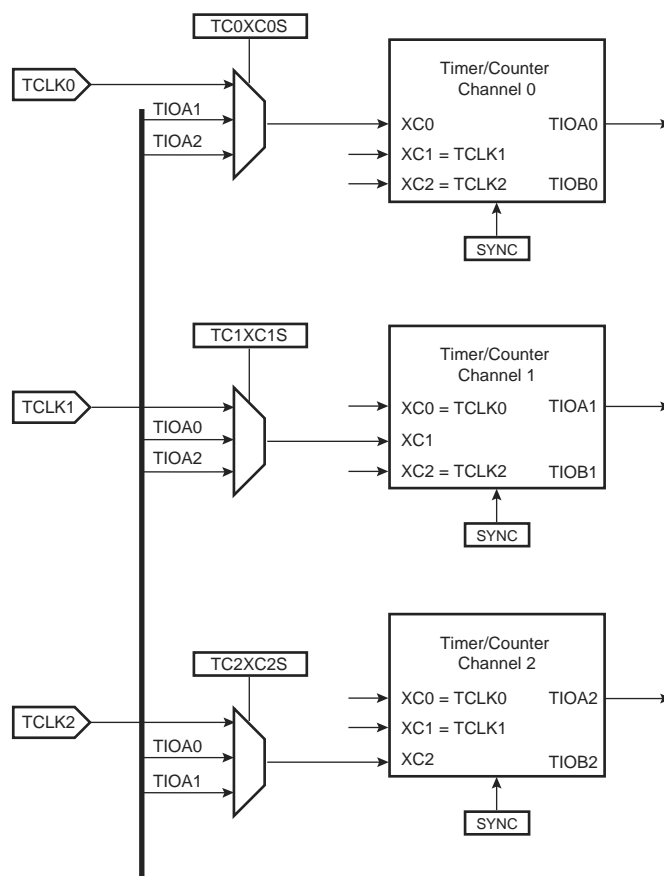 TC0XC0S
TCLK0
TIOA1
TIOA2
Timer/Counter
Channel 0
XC0
TIOA0
XC1 = TCLK1
XC2 = TCLK2
TIOB0
SYNC
TC1XC1S
TCLK1
TIOA0
TIOA2
Timer/Counter
Channel 1
XC0 = TCLK0
TIOA1
XC1
XC2 = TCLK2
TIOB1
SYNC
TC2XC2S
TCLK2
TIOA0
TIOA1
Timer/Counter
Channel 2
XC0 = TCLK0
TIOA2
XC1 = TCLK1
XC2
TIOB2
SYNC